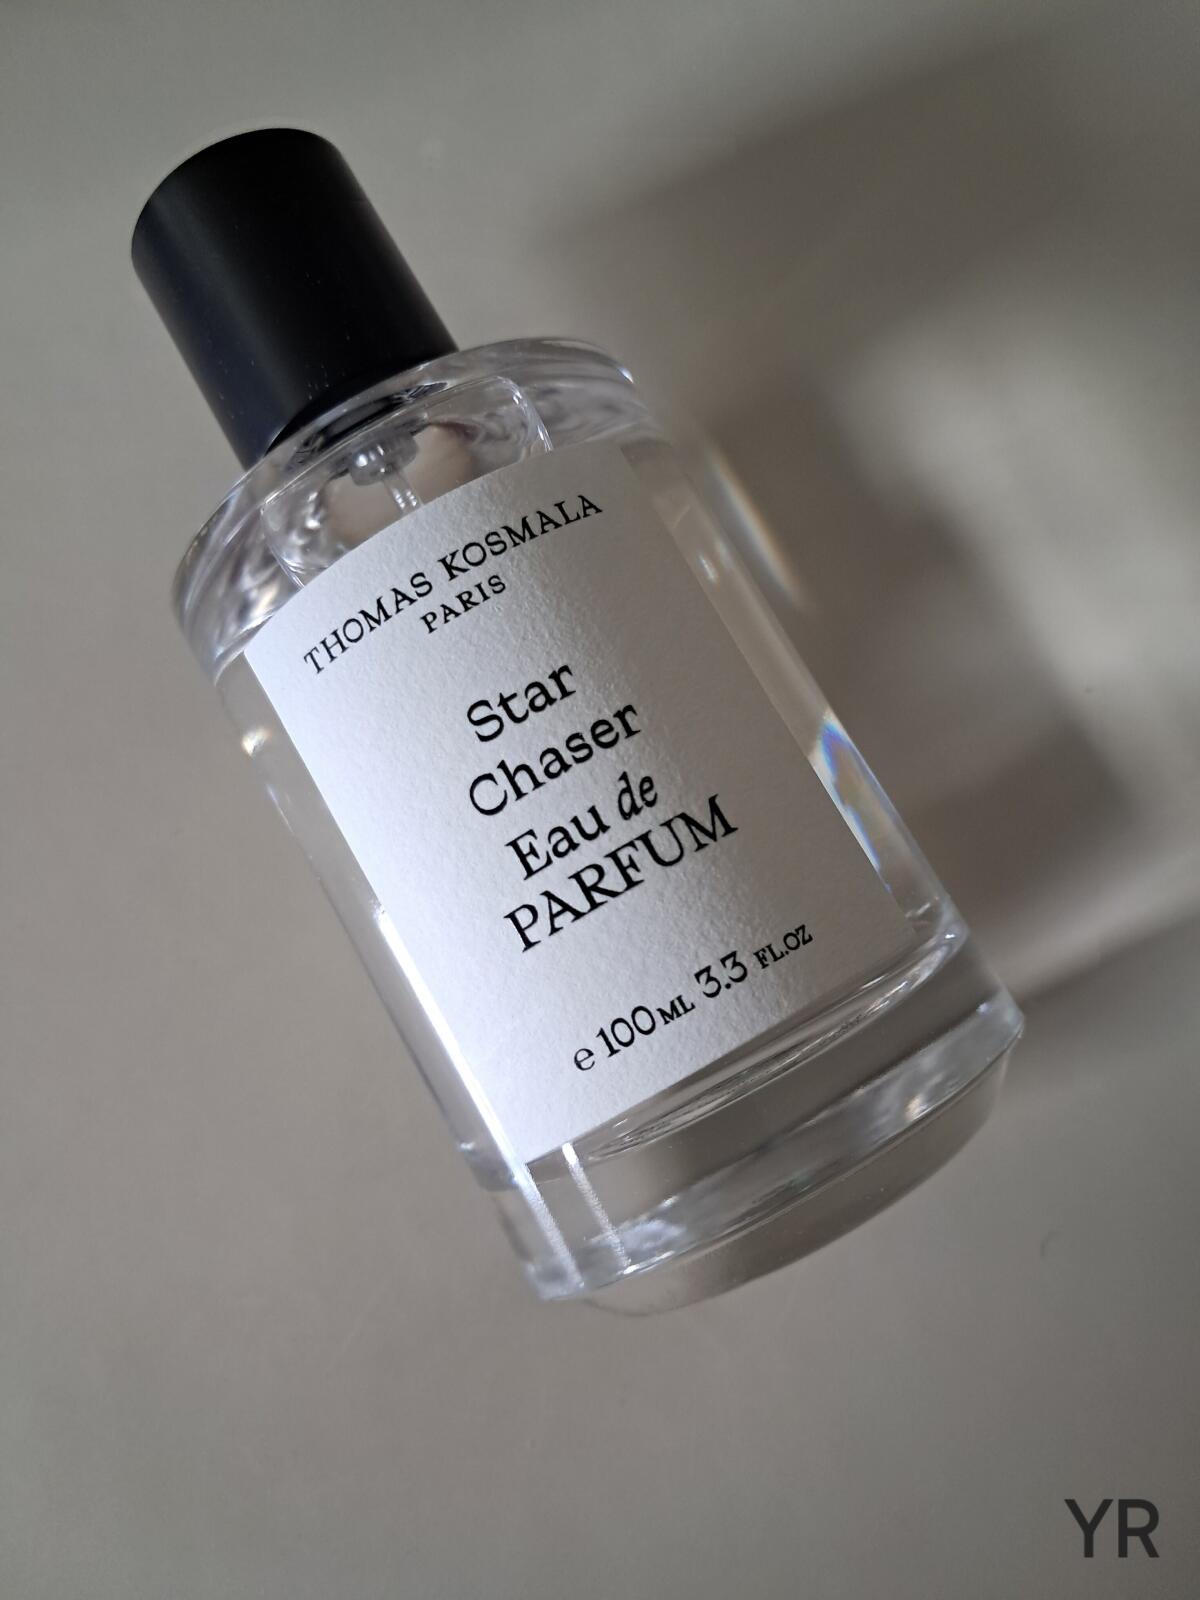 THOMAS KOSMALA
PARIS
Star
Chaser
Eau de
PARFUM
℮ 100 ML 3.3 FL.OZ
YR